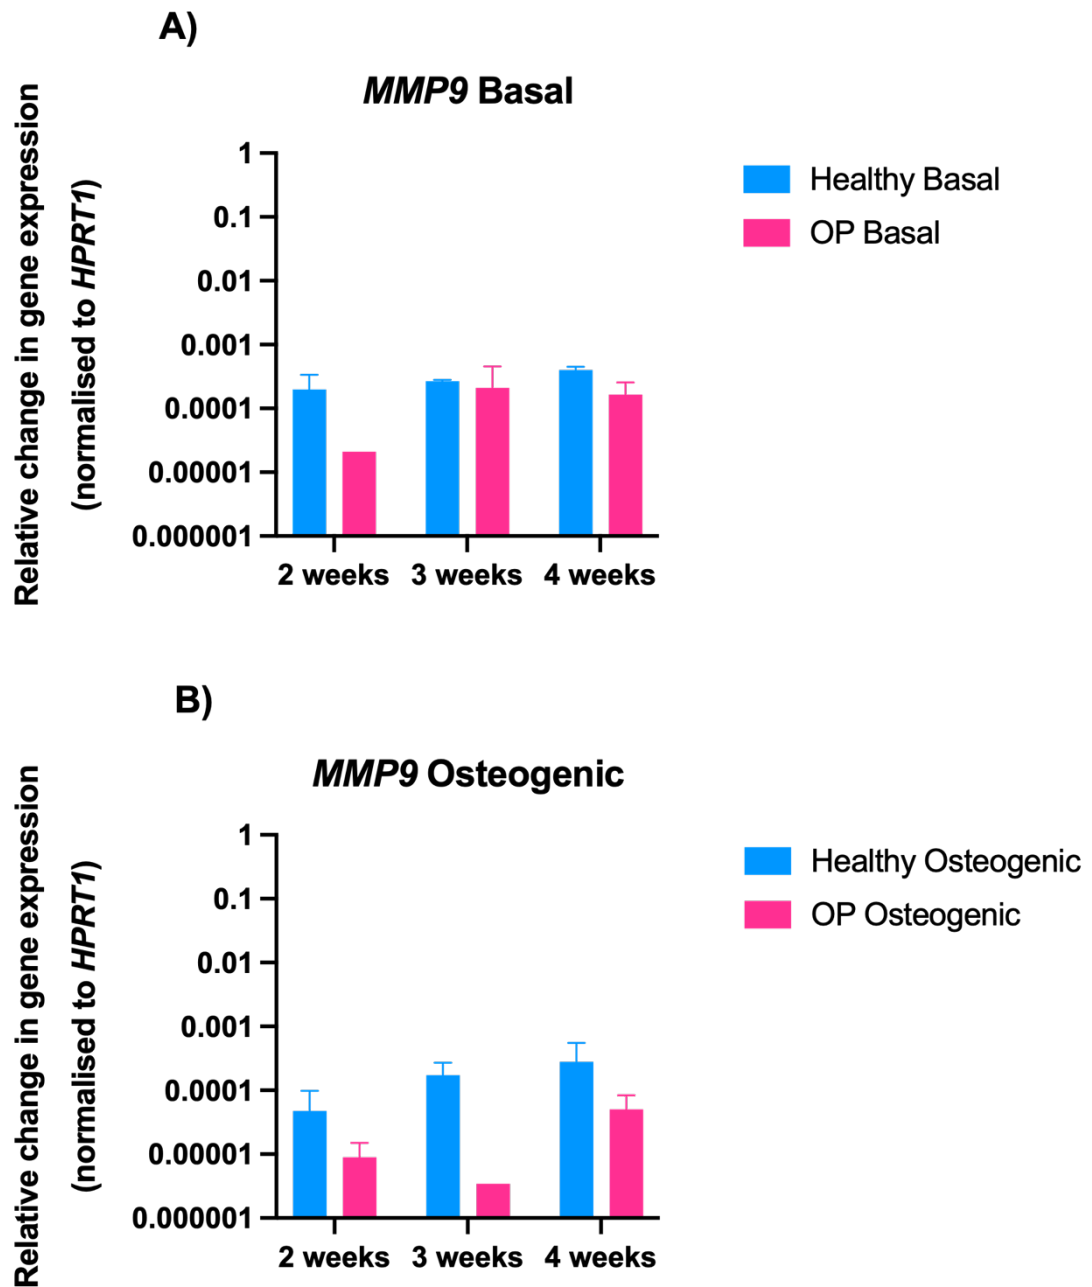 A)
MMP9 Basal
Relative change in gene expression
(normalised to HPRT1)
1
0.1
0.01
0.001
0.0001
0.00001
0.000001
2 weeks 3 weeks 4 weeks
Healthy Basal
OP Basal
B)
MMP9 Osteogenic
Relative change in gene expression
(normalised to HPRT1)
1
0.1
0.01
0.001
0.0001
0.00001
0.000001
2 weeks 3 weeks 4 weeks
Healthy Osteogenic
OP Osteogenic